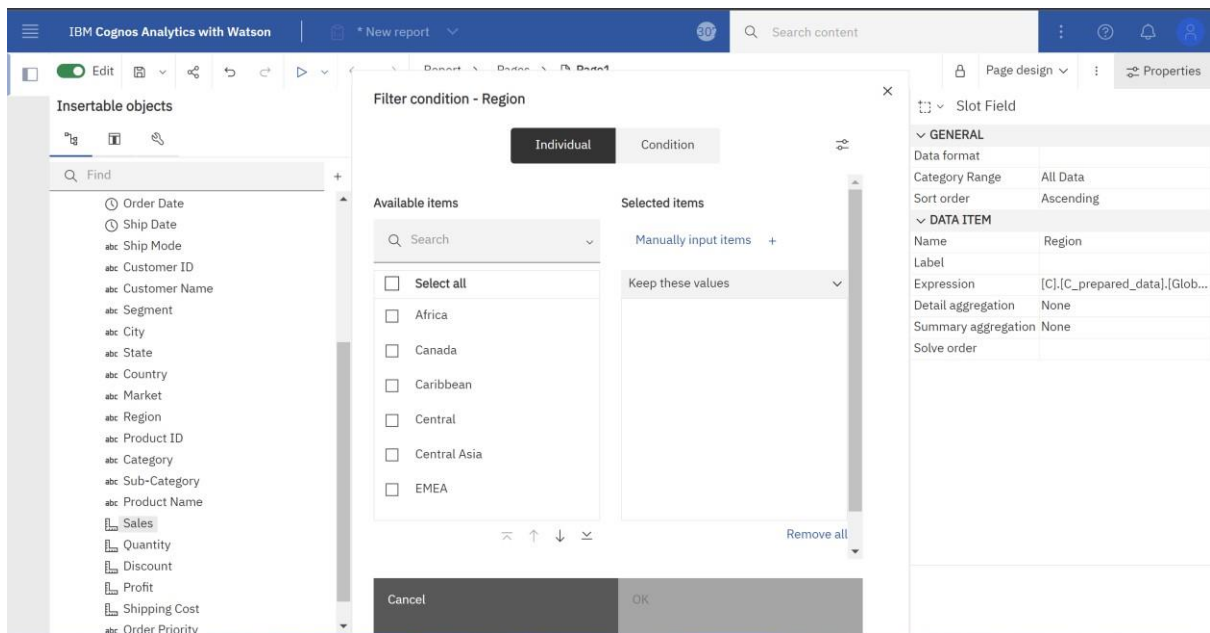 IBM Cognos Analytics with Watson
* New report
30
Search content
Edit
Report
Pages
Page1
Page design
Properties
Insertable objects
Find
Order Date
Ship Date
abc Ship Mode
abc Customer ID
abc Customer Name
abc Segment
abc City
abc State
abc Country
abc Market
abc Region
abc Product ID
abc Category
abc Sub-Category
abc Product Name
Sales
Quantity
Discount
Profit
Shipping Cost
abc Order Priority
Filter condition - Region
Individual
Condition
Available items
Search
Select all
Africa
Canada
Caribbean
Central
Central Asia
EMEA
Selected items
Manually input items +
Keep these values
Remove all
Cancel
OK
Slot Field
GENERAL
Data format
Category Range All Data
Sort order Ascending
DATA ITEM
Name Region
Label
Expression [C].[C_prepared_data].[Glob...
Detail aggregation None
Summary aggregation None
Solve order